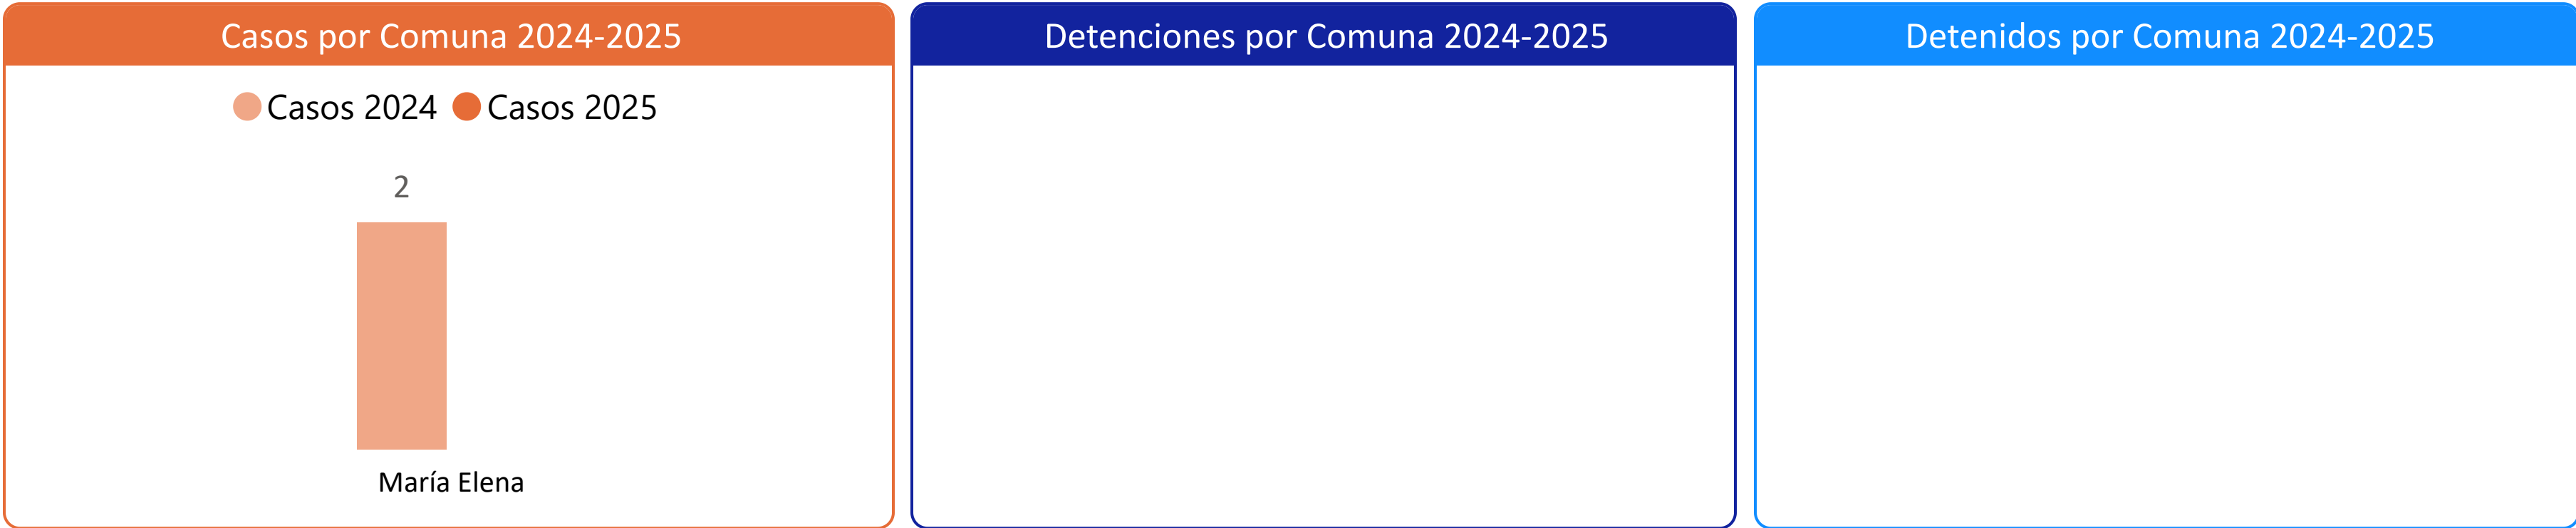 Casos por Comuna 2024-2025
Casos 2024 Casos 2025
2
María Elena
Detenciones por Comuna 2024-2025
Detenidos por Comuna 2024-2025